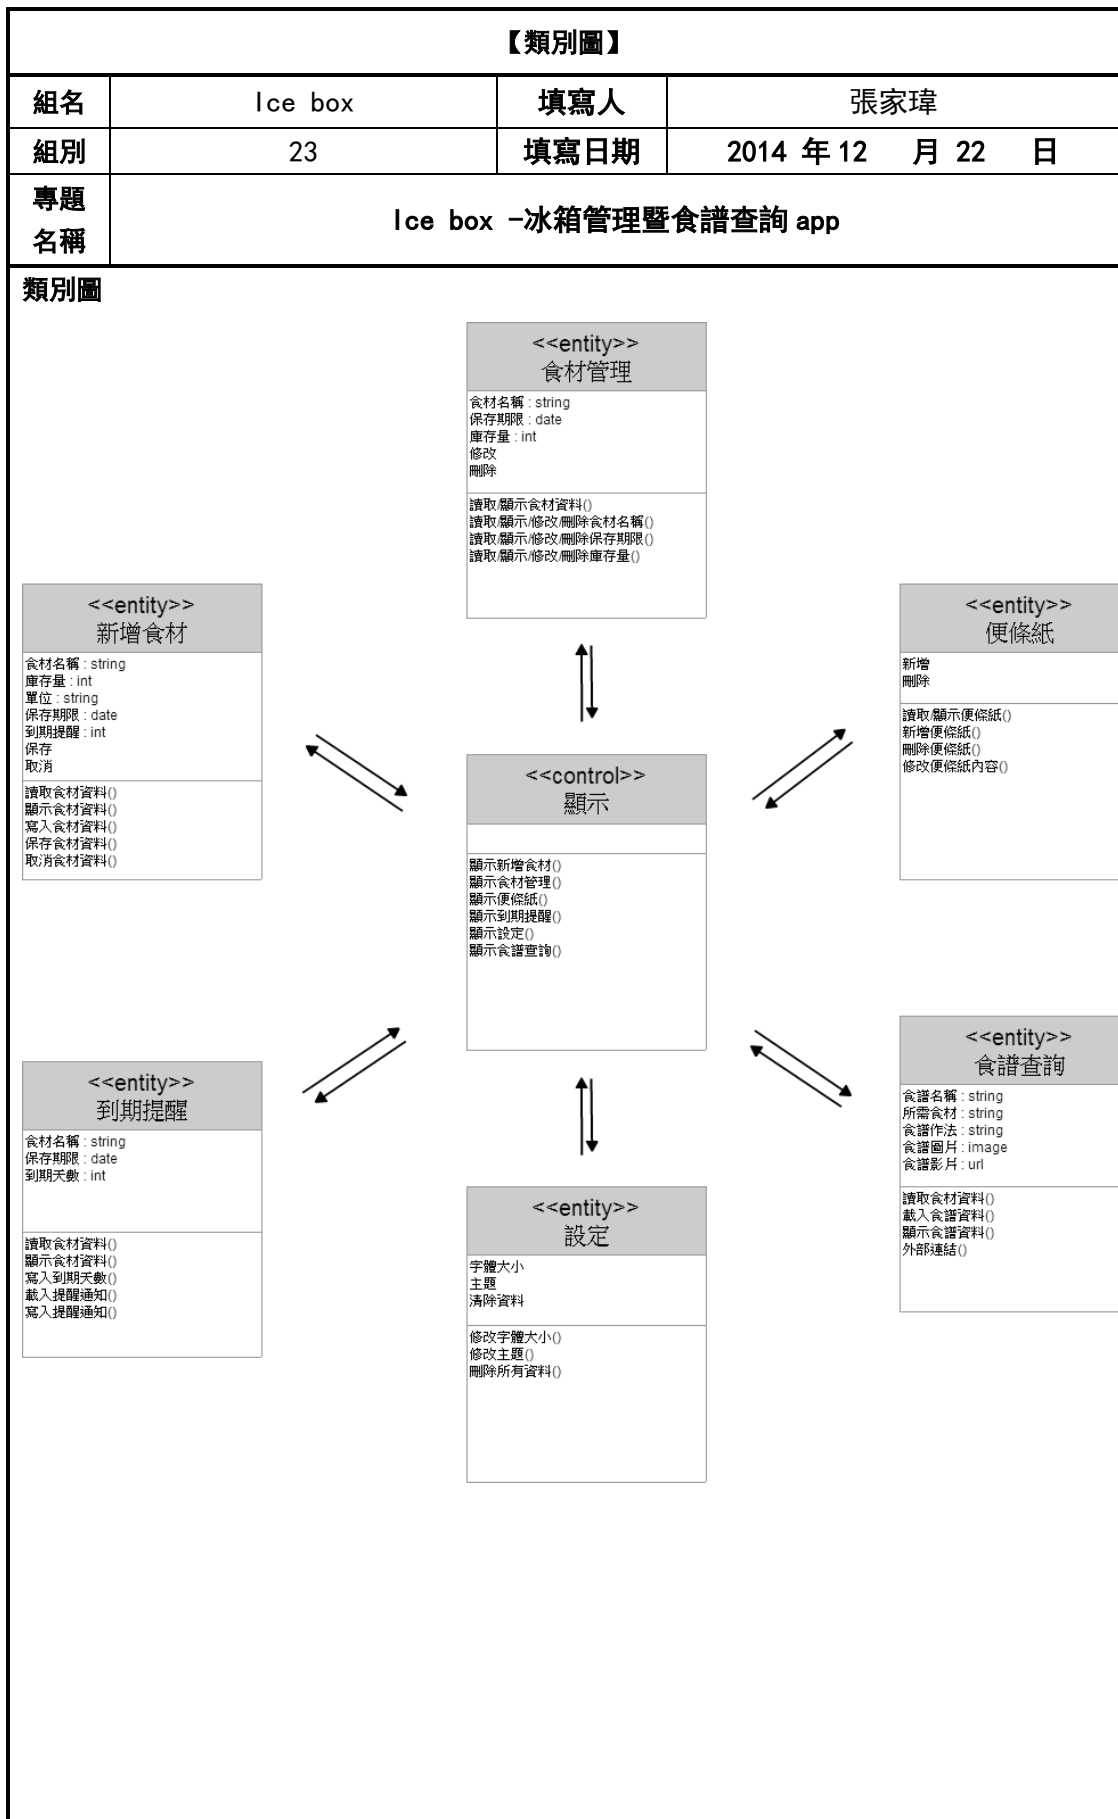 【類別圖】
組名 Ice box 填寫人 張家瑋
組別 23 填寫日期 2014 年 12 月 22 日
專題
名稱
Ice box -冰箱管理暨食譜查詢 app
類別圖
<<entity>>
食材管理
食材名稱 : string
保存期限 : date
庫存量 : int
修改
刪除
讀取/顯示食材資料()
讀取/顯示/修改/刪除食材名稱()
讀取/顯示/修改/刪除保存期限()
讀取/顯示/修改/刪除庫存量()
<<entity>>
新增食材
食材名稱 : string
庫存量 : int
單位 : string
保存期限 : date
到期提醒 : int
保存
取消
讀取食材資料()
顯示食材資料()
寫入食材資料()
保存食材資料()
取消食材資料()
<<entity>>
便條紙
新增
刪除
讀取/顯示便條紙()
新增便條紙()
刪除便條紙()
修改便條紙內容()
<<control>>
顯示
顯示新增食材()
顯示食材管理()
顯示便條紙()
顯示到期提醒()
顯示設定()
顯示食譜查詢()
<<entity>>
到期提醒
食材名稱 : string
保存期限 : date
到期天數 : int
讀取食材資料()
顯示食材資料()
寫入到期天數()
載入提醒通知()
寫入提醒通知()
<<entity>>
設定
字體大小
主題
清除資料
修改字體大小()
修改主題()
刪除所有資料()
<<entity>>
食譜查詢
食譜名稱 : string
所需食材 : string
食譜作法 : string
食譜圖片 : image
食譜影片 : url
讀取食材資料()
載入食譜資料()
顯示食譜資料()
外部連結()